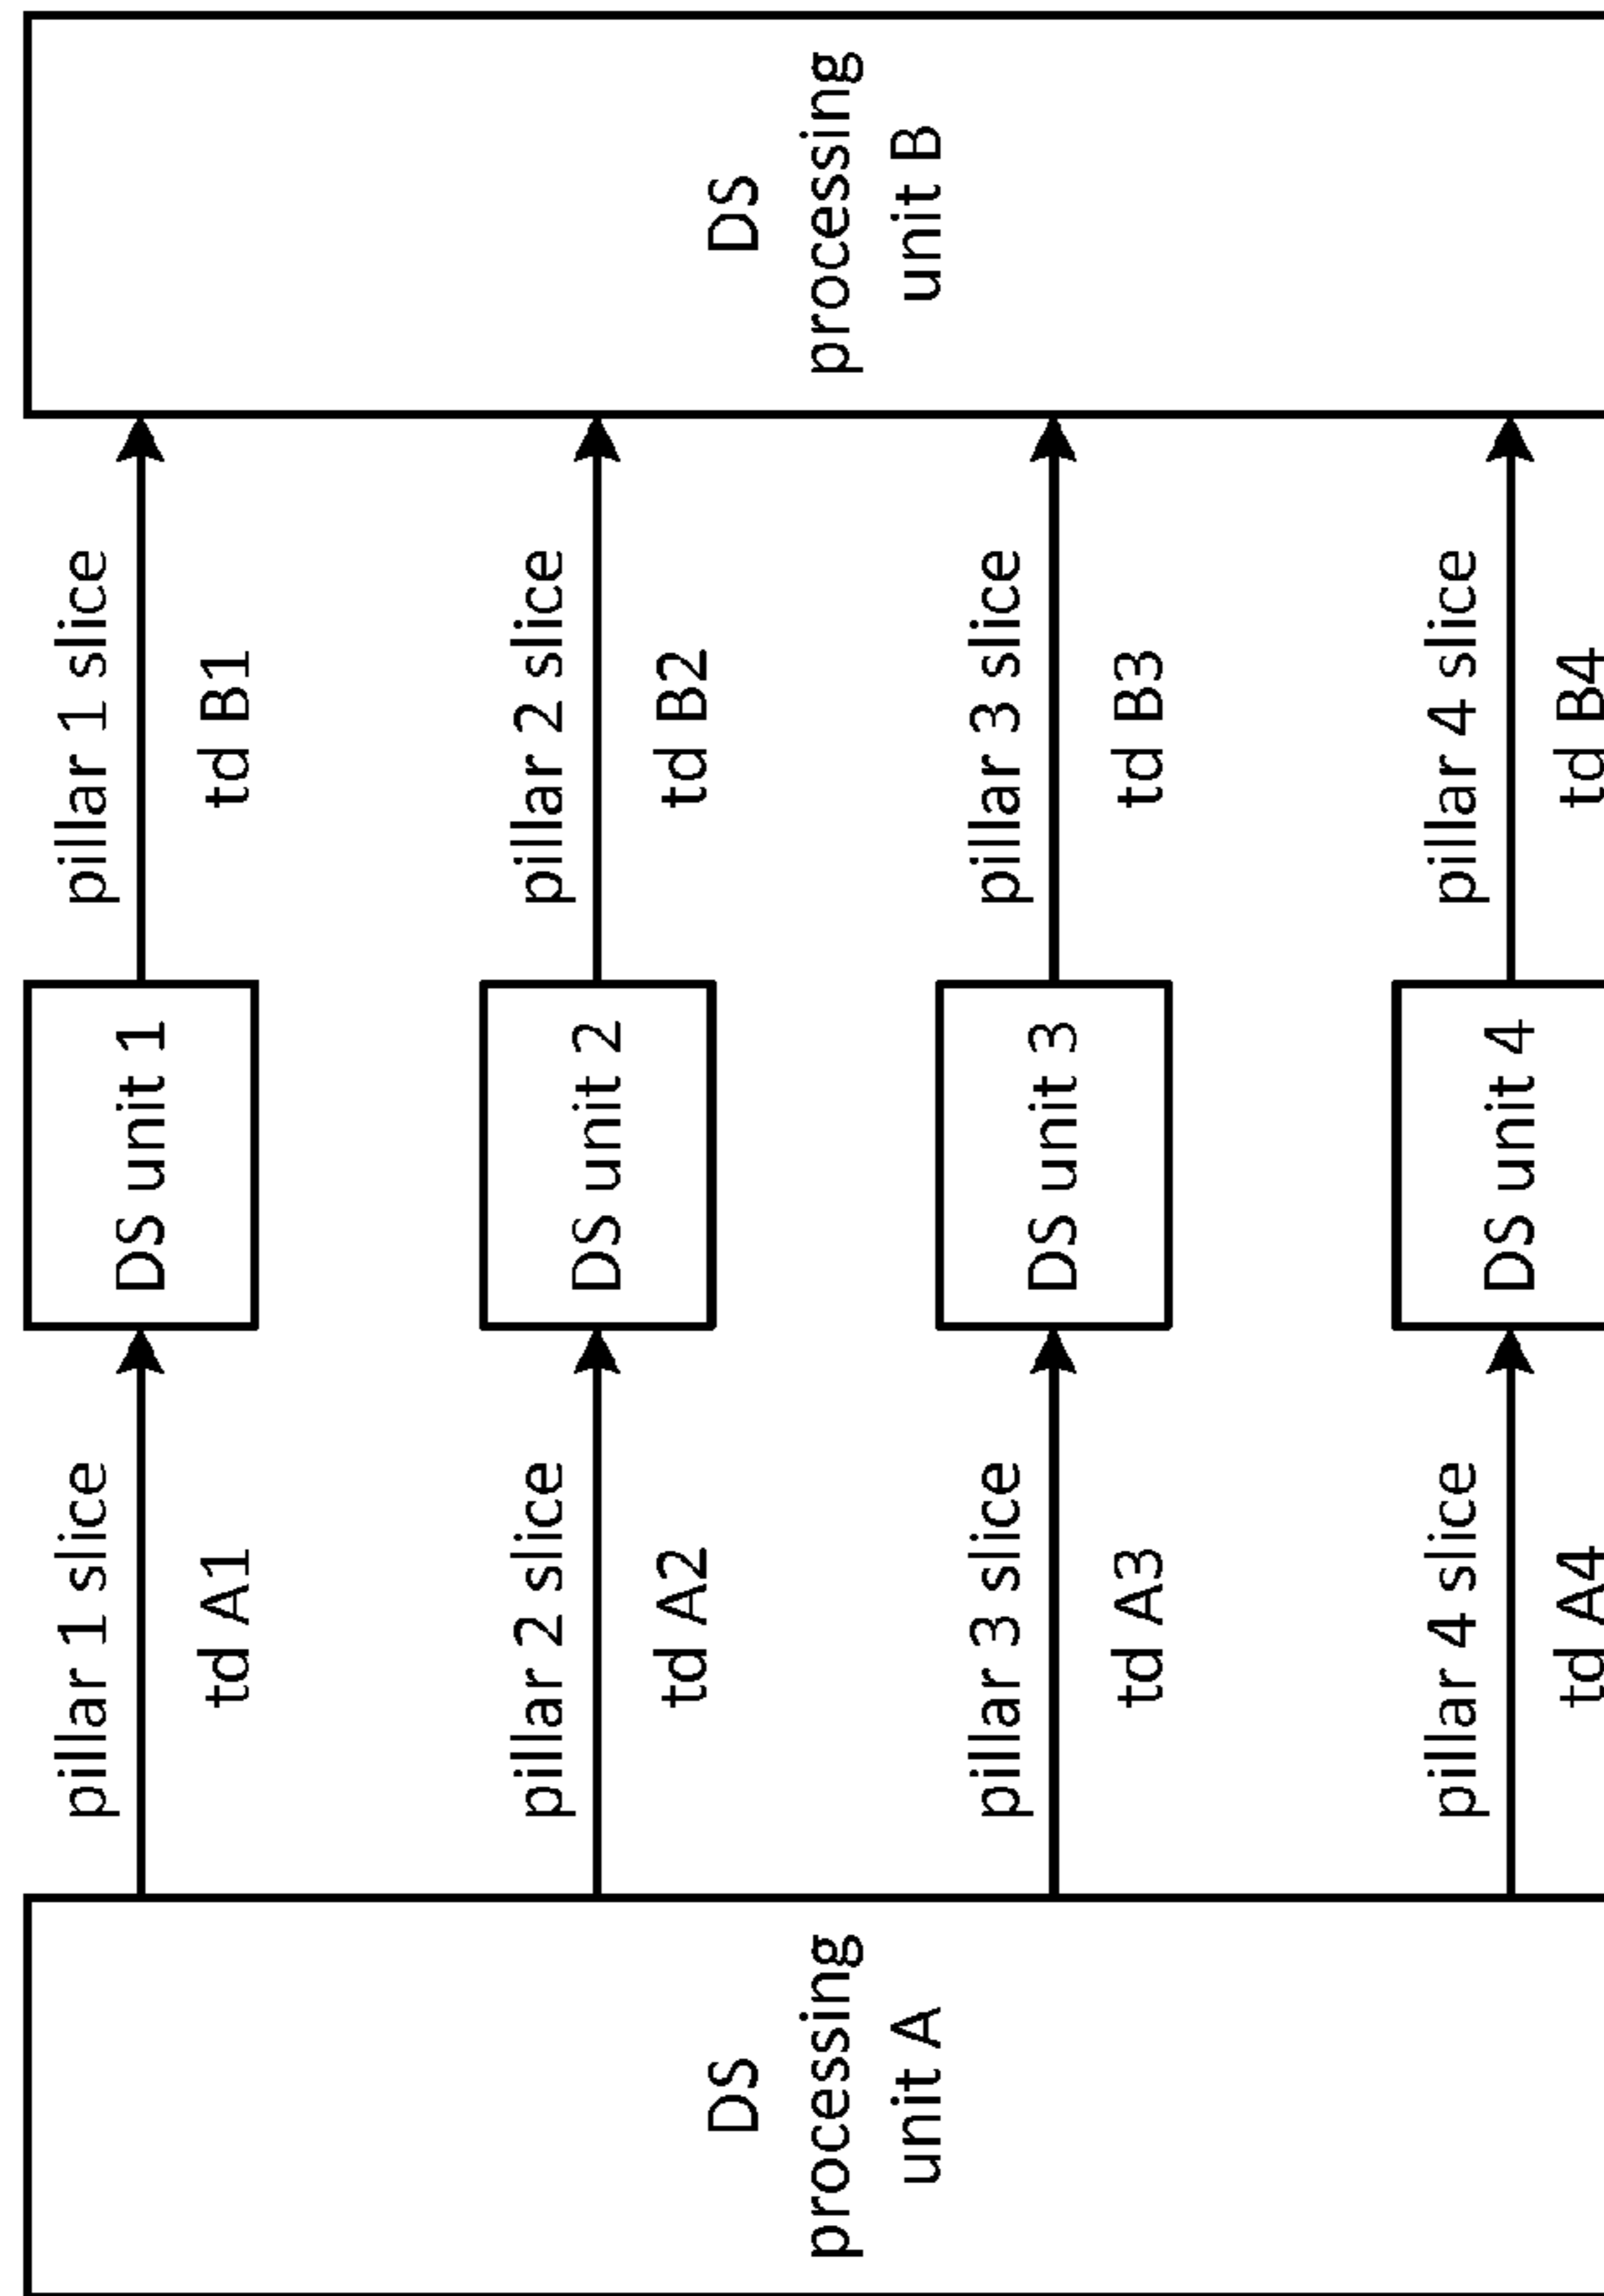 DS
processing
unit A
pillar 1 slice
td A1
DS unit 1
pillar 1 slice
td B1
pillar 2 slice
td A2
DS unit 2
pillar 2 slice
td B2
pillar 3 slice
td A3
DS unit 3
pillar 3 slice
td B3
pillar 4 slice
td A4
DS unit 4
pillar 4 slice
td B4
DS
processing
unit B